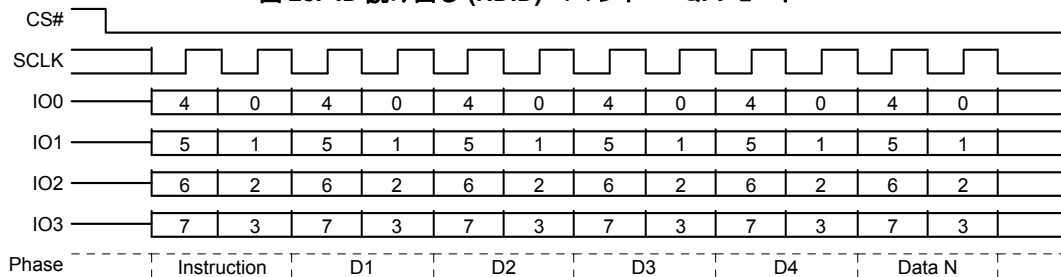 CS#
SCLK
IO0 4 0 4 0 4 0 4 0 4 0 4 0
IO1 5 1 5 1 5 1 5 1 5 1 5 1
IO2 6 2 6 2 6 2 6 2 6 2 6 2
IO3 7 3 7 3 7 3 7 3 7 3 7 3
Phase Instruction D1 D2 D3 D4 Data N